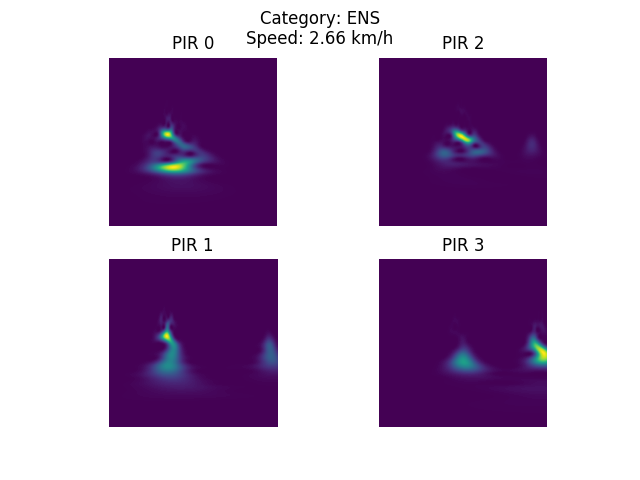 Category: ENS
Speed: 2.66 km/h
PIR 0
PIR 2
PIR 1
PIR 3